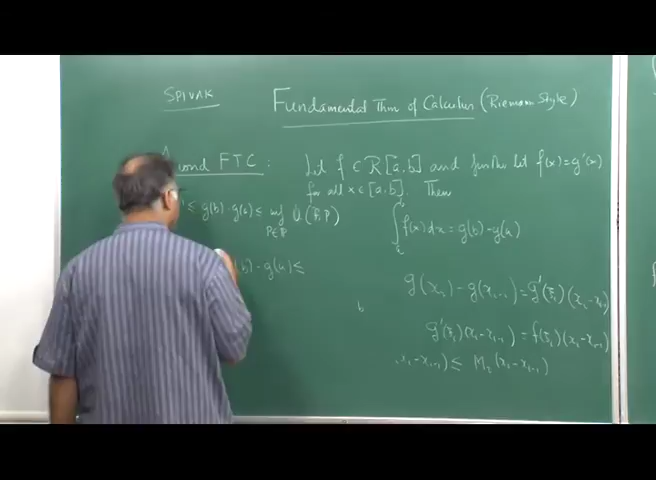 SPIVAK
Fundamental Thm of Calculus (Riemann Style)
Second FTC : Let f ∈ R[a,b] and further let f(x)=g'(x)
for all x ∈ [a,b]. Then
∫ f(x)dx = g(b)-g(a)
≤ g(b)-g(a) ≤ inf U(f,P)
P∈ℙ
(b)-g(a) ≤
g(xᵢ)-g(xᵢ₋₁) = g'(ξᵢ)(xᵢ-xᵢ₋₁)
g'(ξᵢ)(xᵢ-xᵢ₋₁) = f(ξᵢ)(xᵢ-xᵢ₋₁)
xᵢ-xᵢ₋₁) ≤ Mᵢ(xᵢ-xᵢ₋₁)